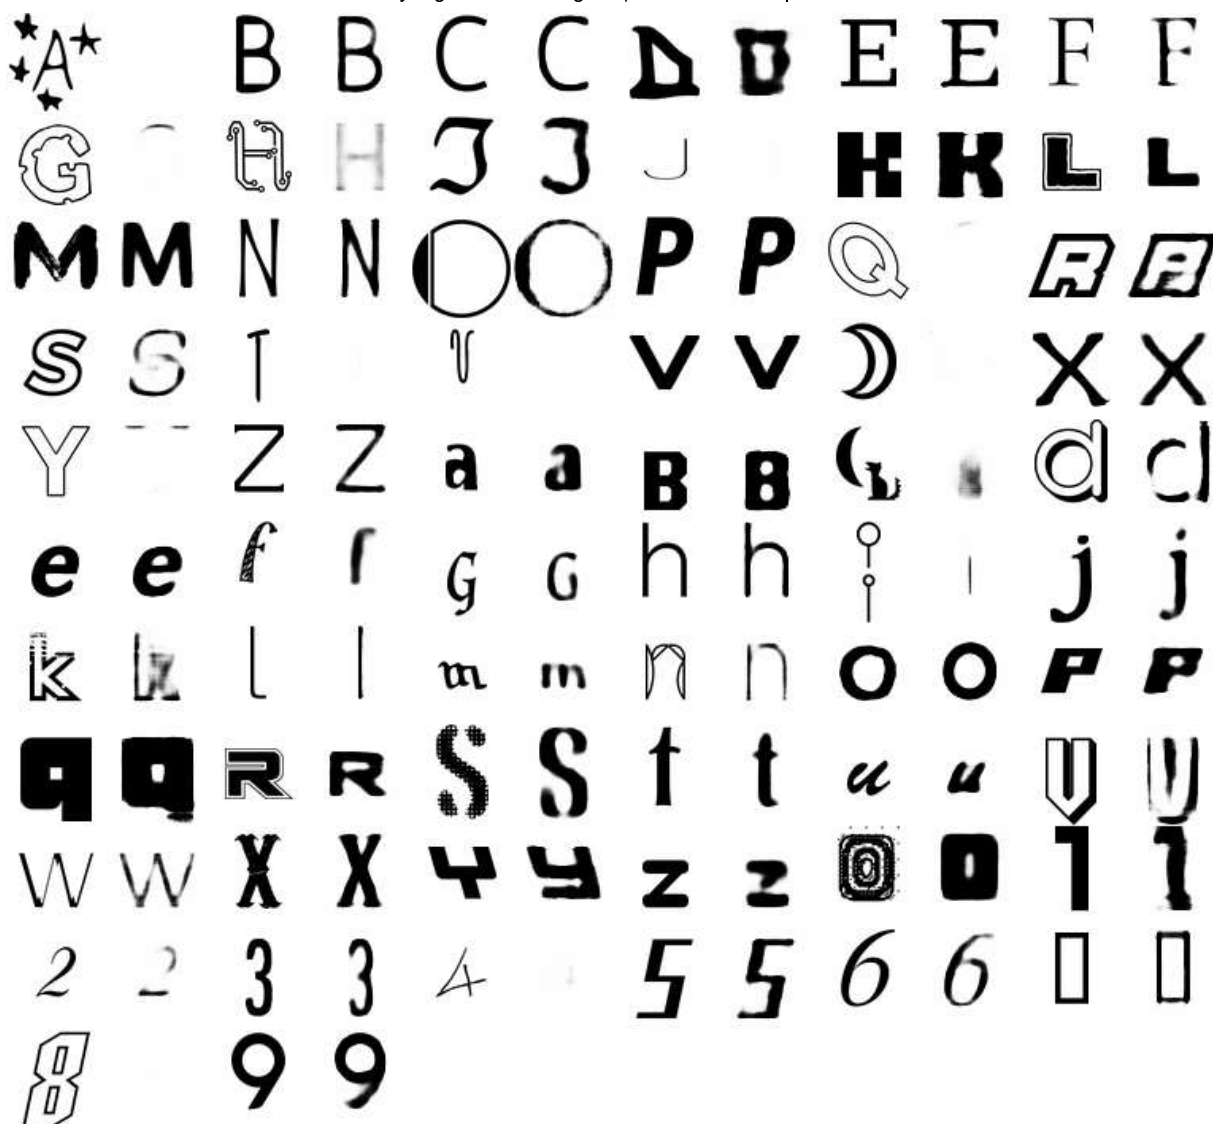 A B B C C D D E E F F
G H H I I J K K L L
M M N N O O P P Q R R
S S T U V V X X
Y Z Z a a B B d d
e e f f G G h h i j j
k k l l m m n n o o P P
q q R R S S t t u u V V
W W X X Y Y z z 0 0 1 1
2 2 3 3 4 5 5 6 6
8 9 9